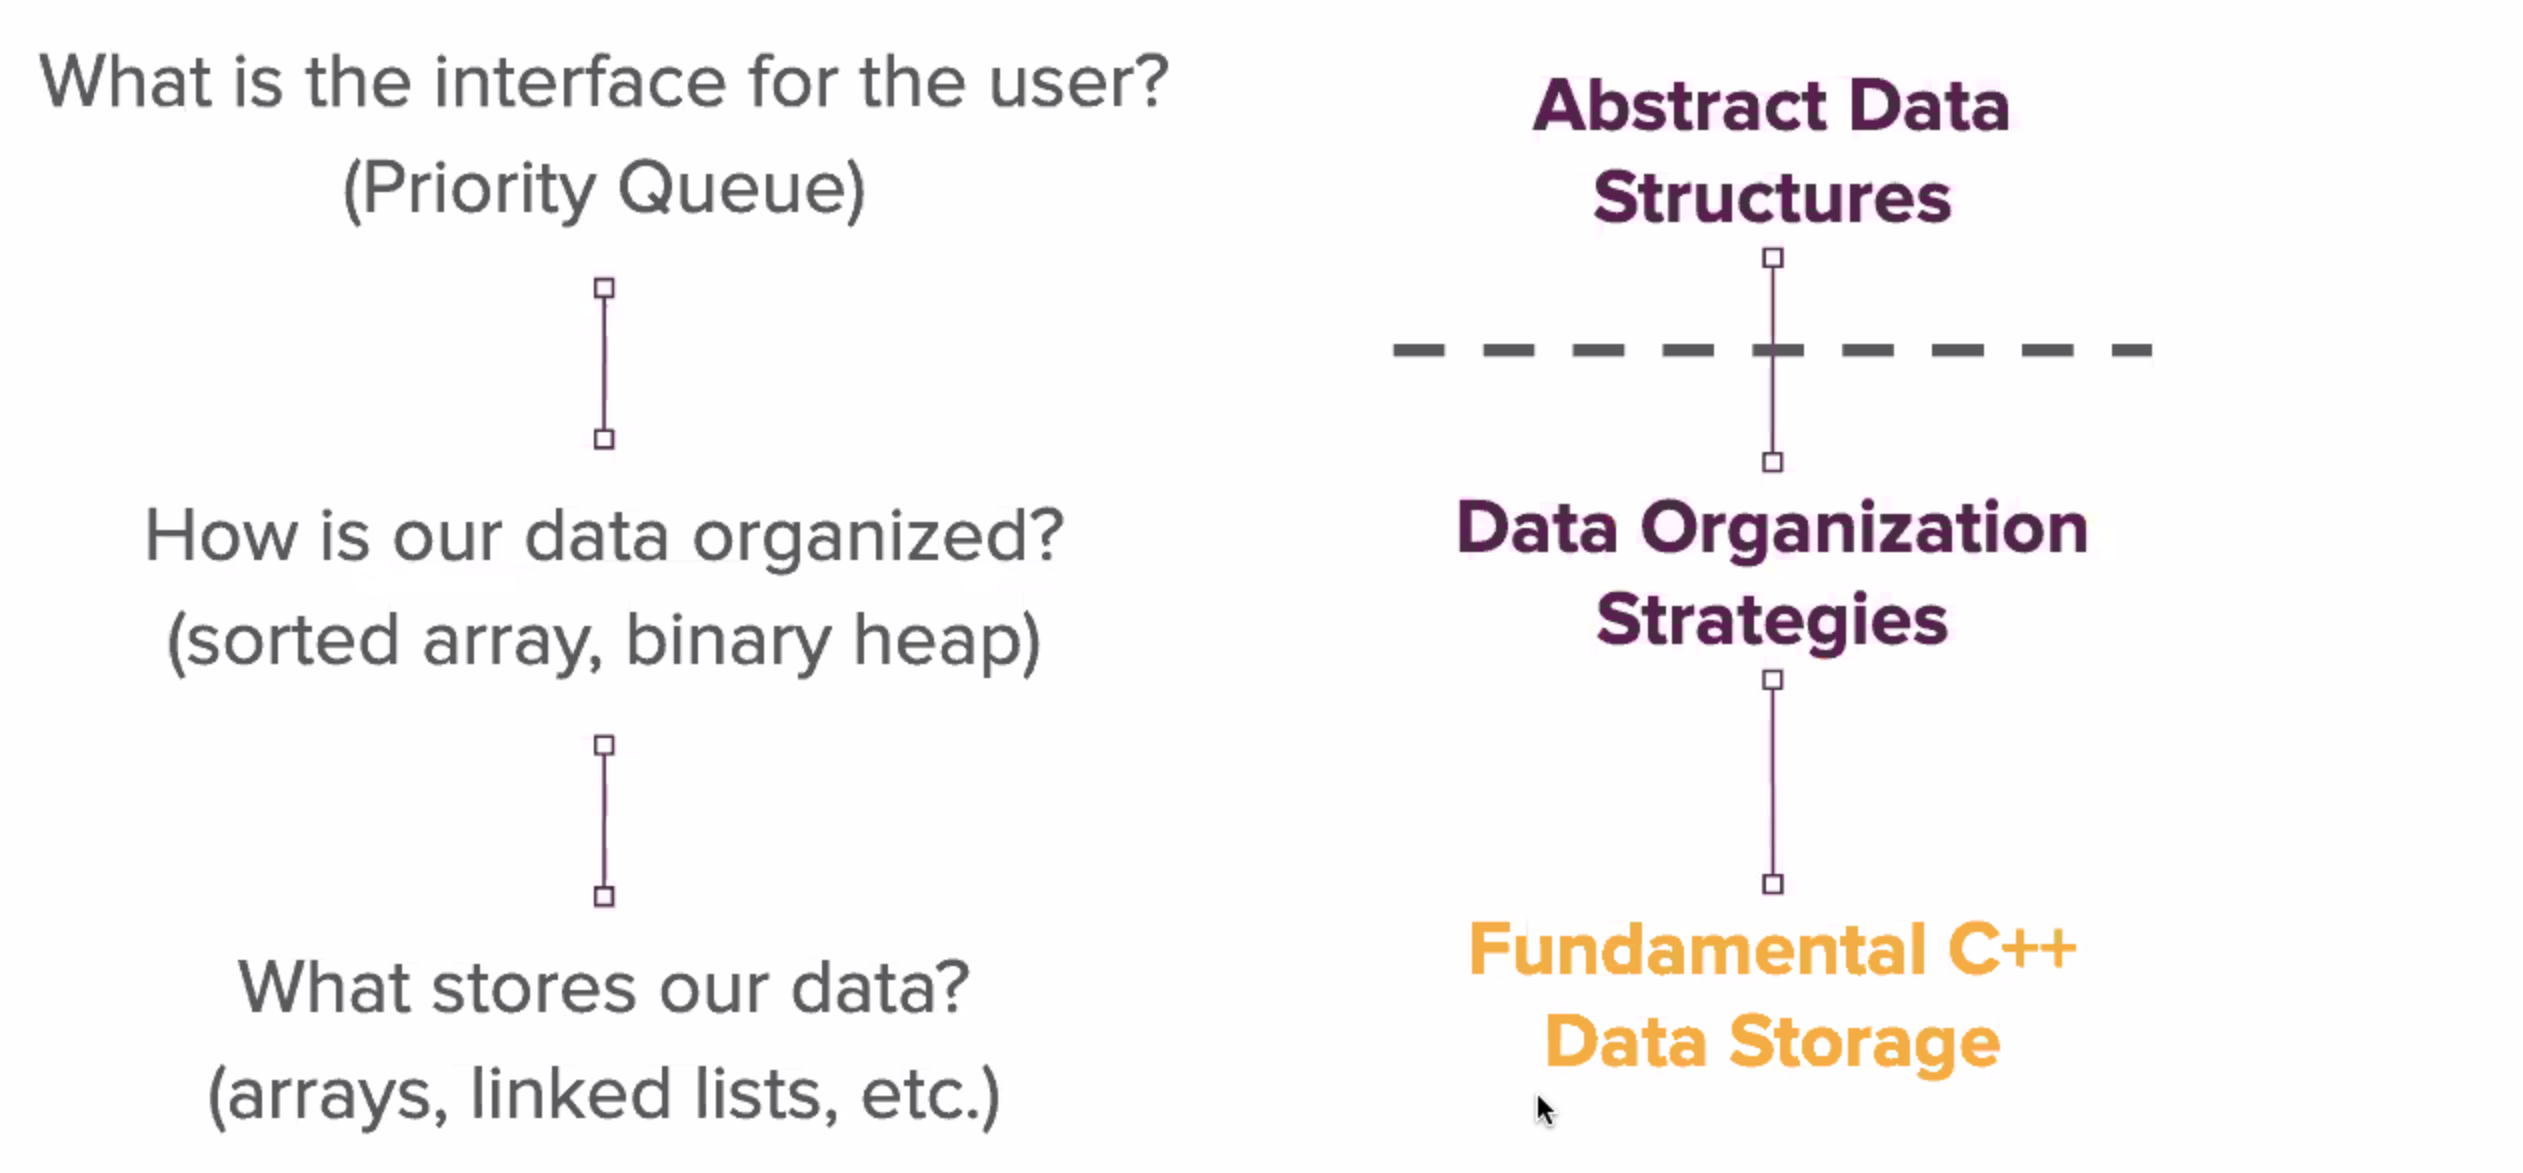 What is the interface for the user?
(Priority Queue)
How is our data organized?
(sorted array, binary heap)
What stores our data?
(arrays, linked lists, etc.)
Abstract Data
Structures
Data Organization
Strategies
Fundamental C++
Data Storage